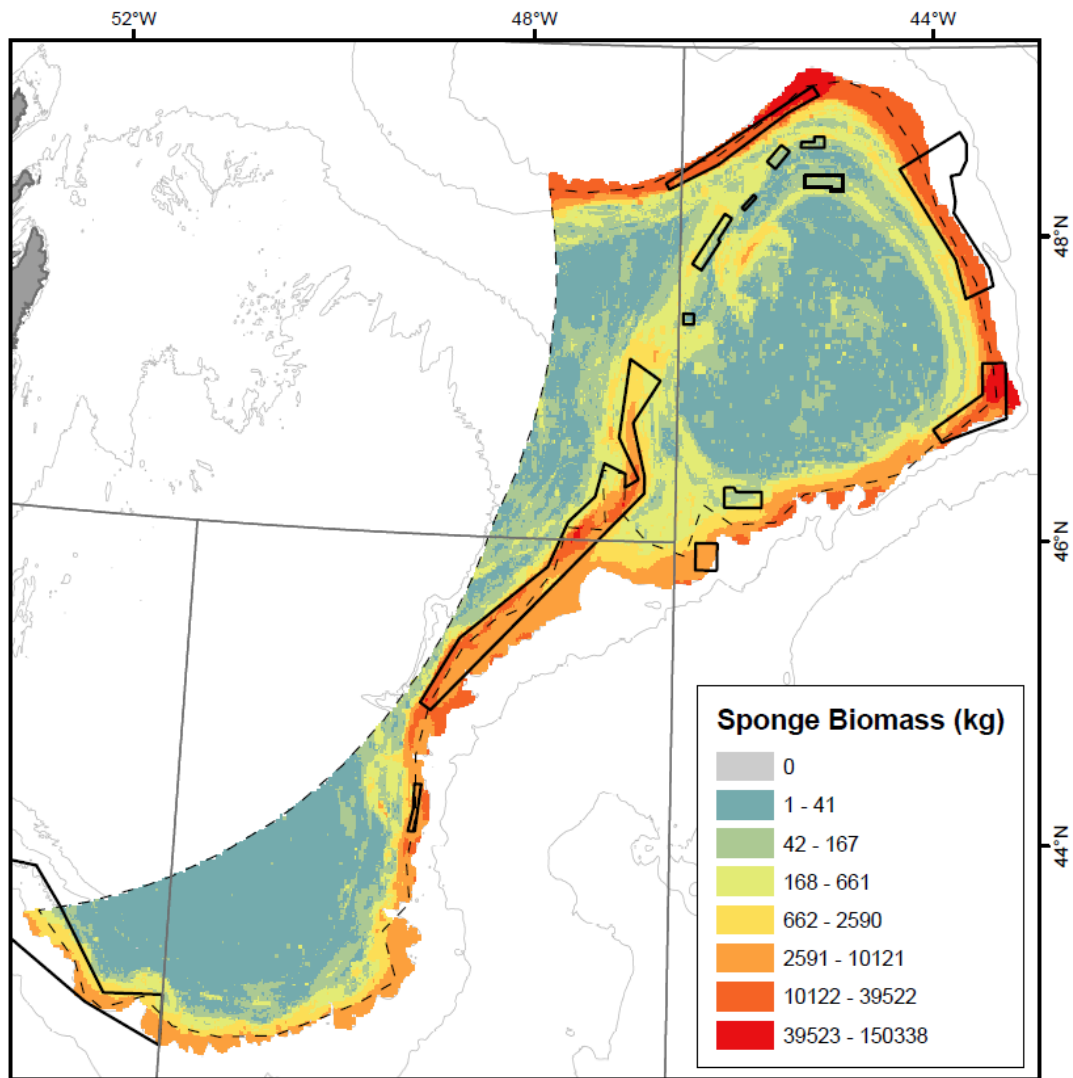 52°W 48°W 44°W
48°N
46°N
44°N
Sponge Biomass (kg)
0
1 - 41
42 - 167
168 - 661
662 - 2590
2591 - 10121
10122 - 39522
39523 - 150338